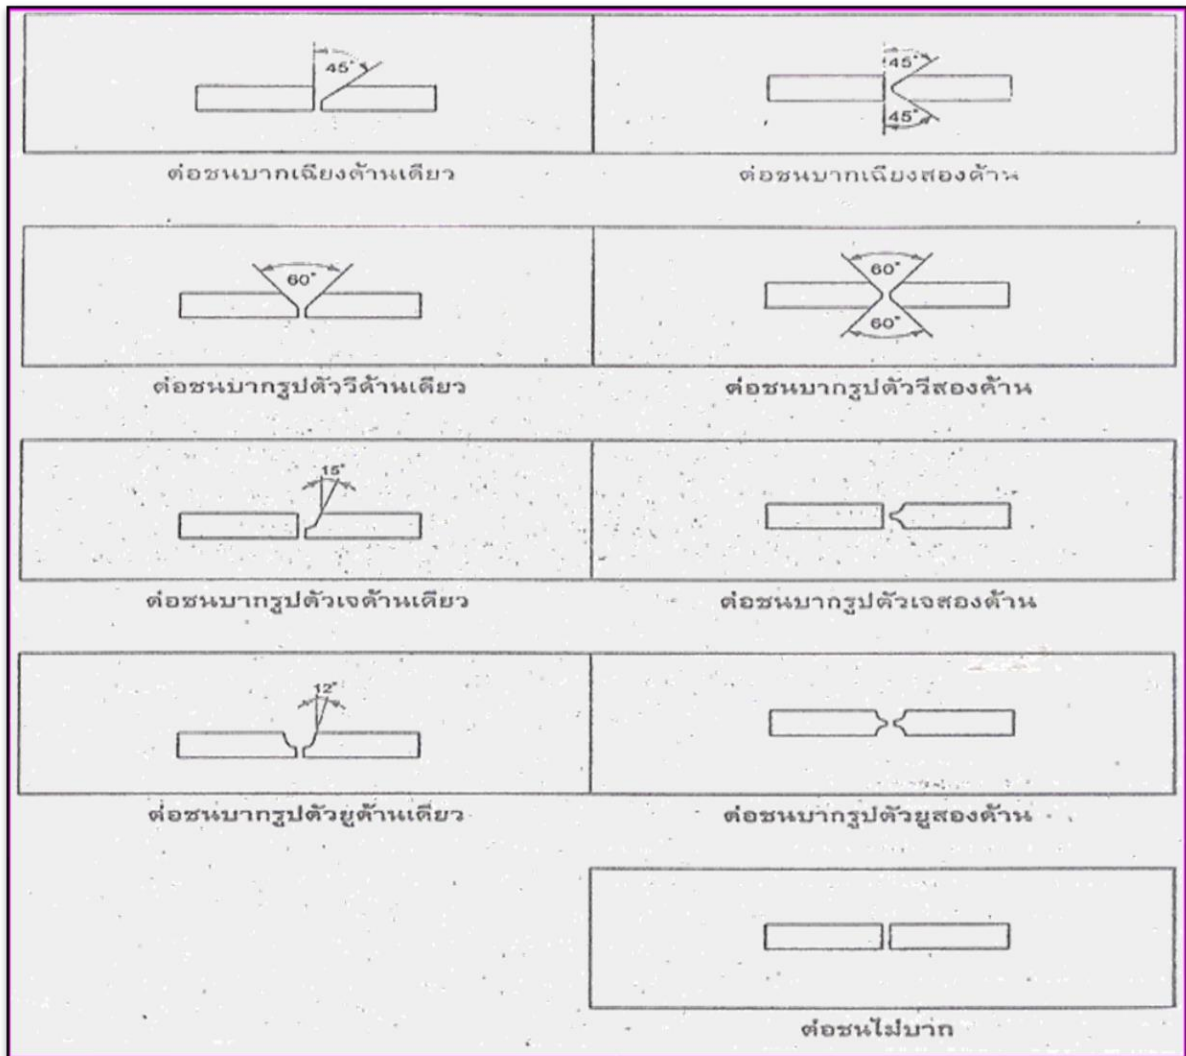 45°
45°
45°
ต่อชนบากเฉียงด้านเดียว
ต่อชนบากเฉียงสองด้าน
60°
60°
60°
ต่อชนบากรูปตัววีด้านเดียว
ต่อชนบากรูปตัววีสองด้าน
15°
ต่อชนบากรูปตัวเจด้านเดียว
ต่อชนบากรูปตัวเจสองด้าน
12°
ต่อชนบากรูปตัวยูด้านเดียว
ต่อชนบากรูปตัวยูสองด้าน
ต่อชนไม่บาก